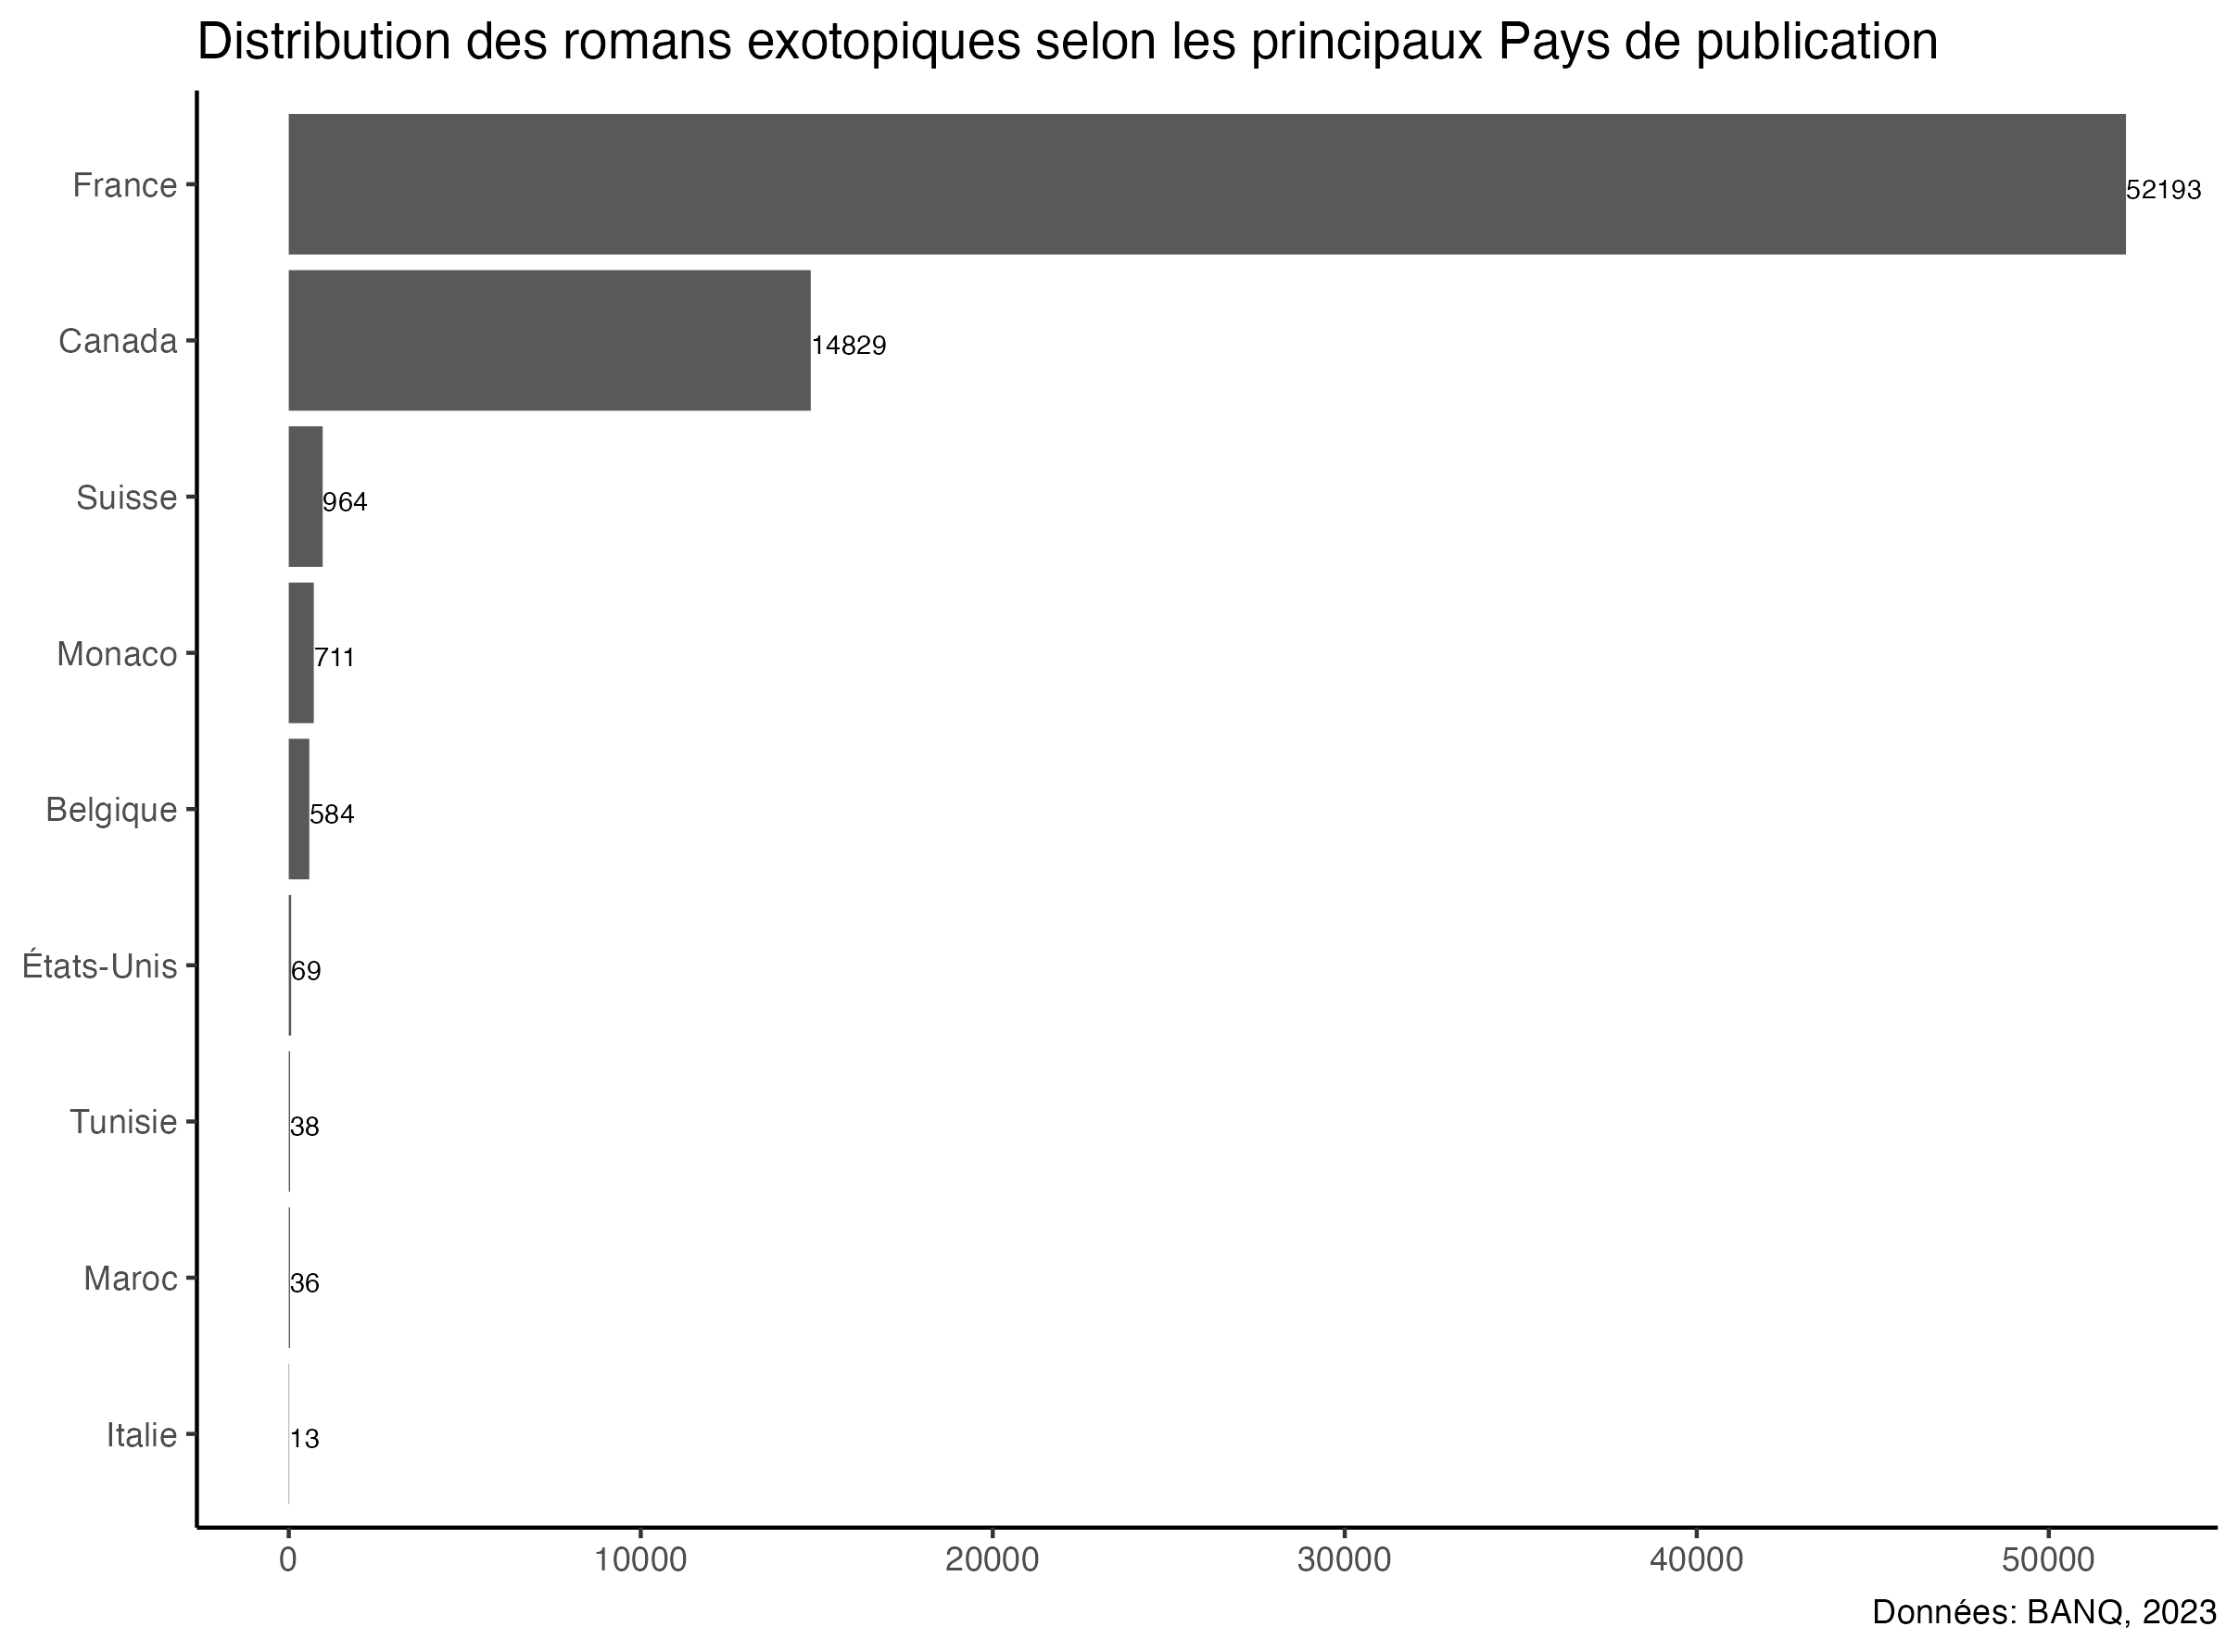 Distribution des romans exotopiques selon les principaux Pays de publication
France
52193
Canada
14829
Suisse
964
Monaco
711
Belgique
584
États-Unis
69
Tunisie
38
Maroc
36
Italie
13
0 10000 20000 30000 40000 50000
Données: BANQ, 2023